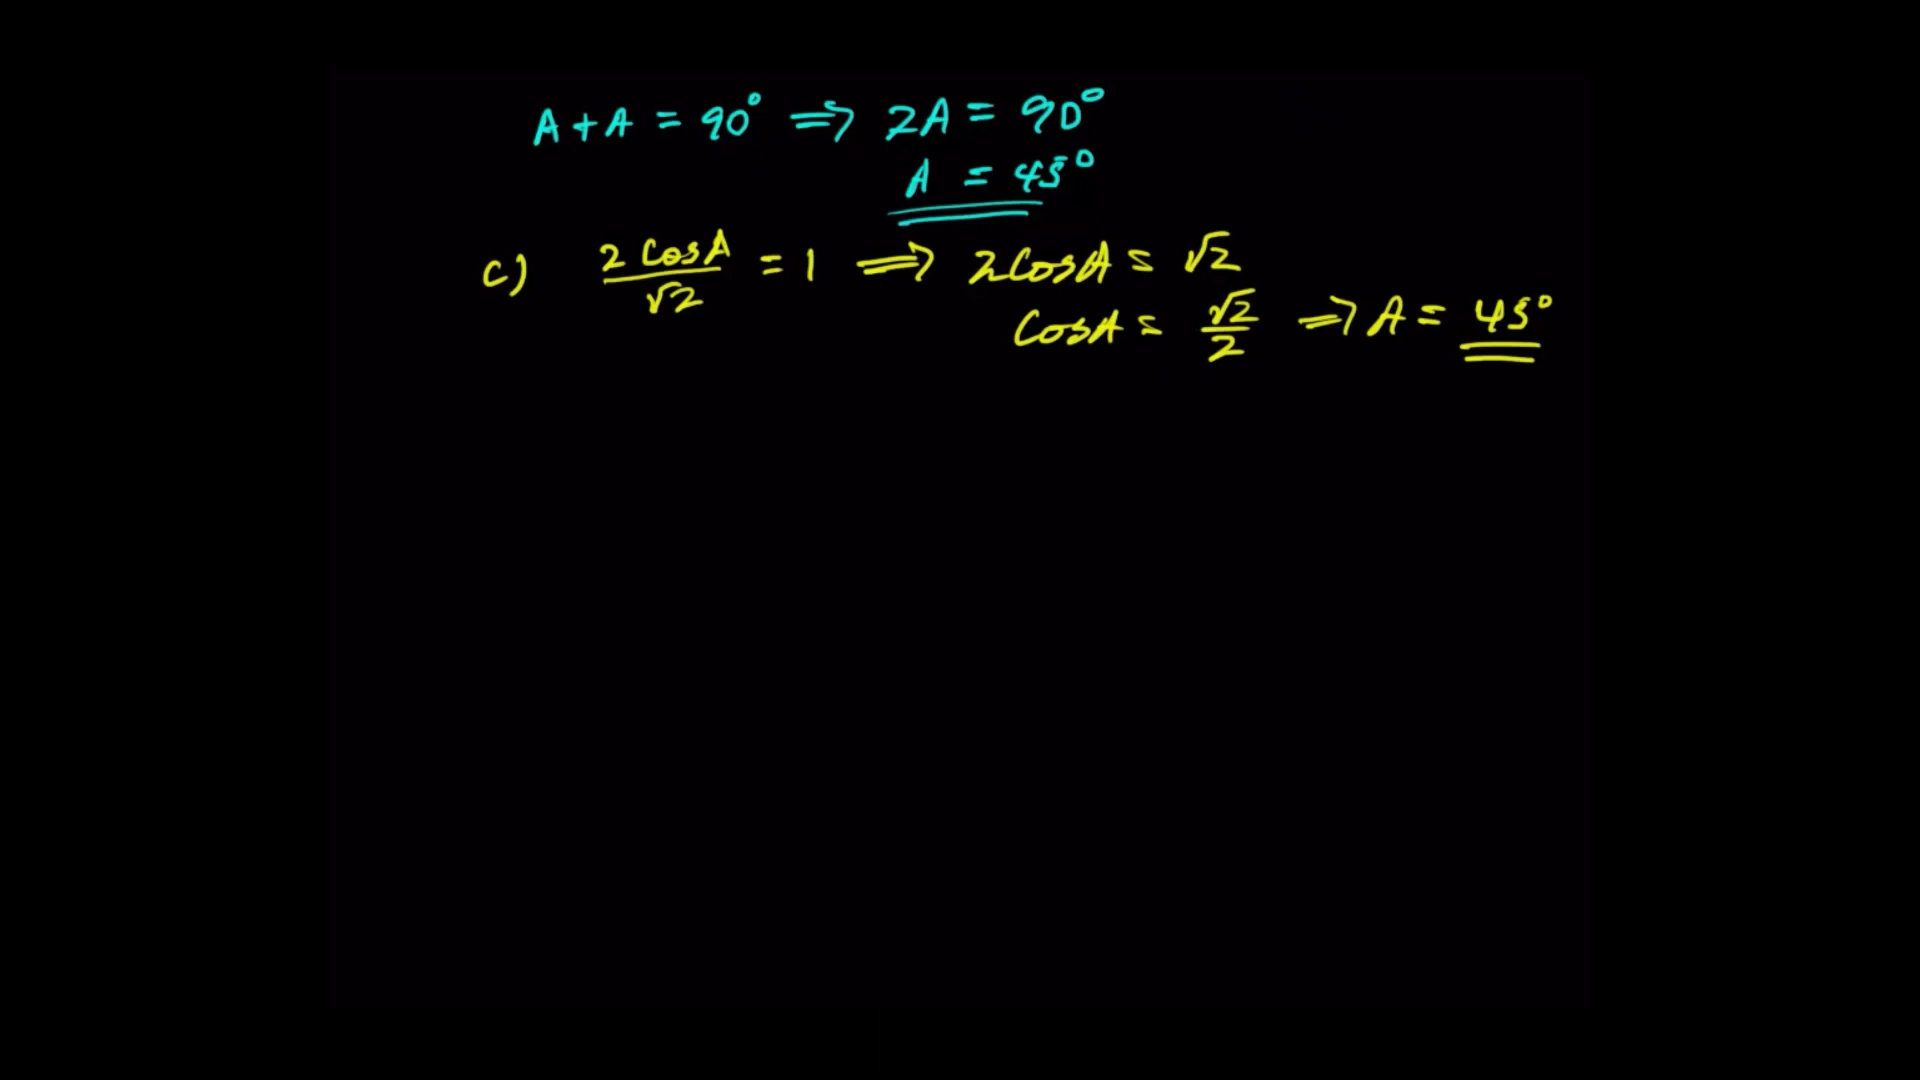 A + A = 90° ⟹ 2A = 90°
A = 45°
c) 2 CosA/√2 = 1 ⟹ 2CosA = √2
CosA = √2/2 ⟹ A = 45°